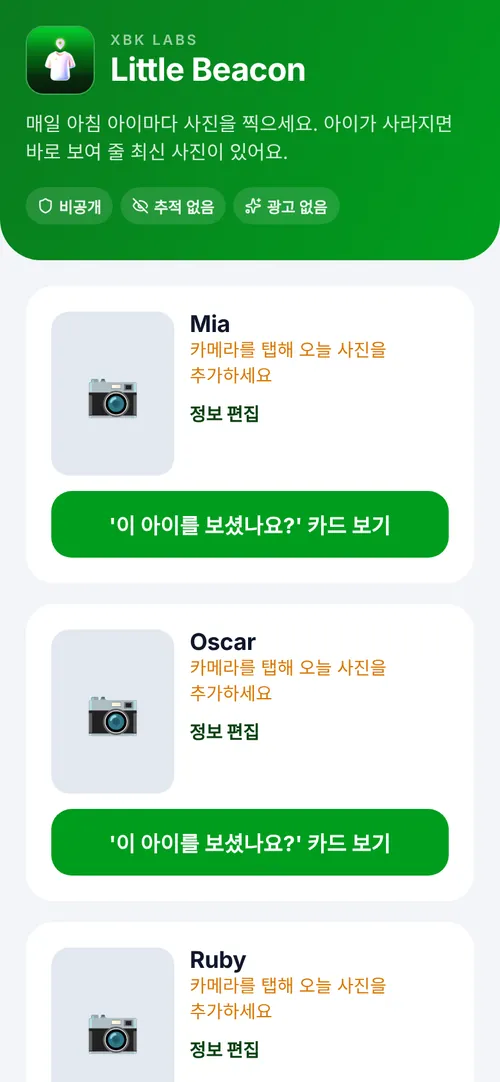 XBK LABS
Little Beacon
매일 아침 아이마다 사진을 찍으세요. 아이가 사라지면
바로 보여 줄 최신 사진이 있어요.
비공개
추적 없음
광고 없음
Mia
카메라를 탭해 오늘 사진을
추가하세요
정보 편집
'이 아이를 보셨나요?' 카드 보기
Oscar
카메라를 탭해 오늘 사진을
추가하세요
정보 편집
'이 아이를 보셨나요?' 카드 보기
Ruby
카메라를 탭해 오늘 사진을
추가하세요
정보 편집